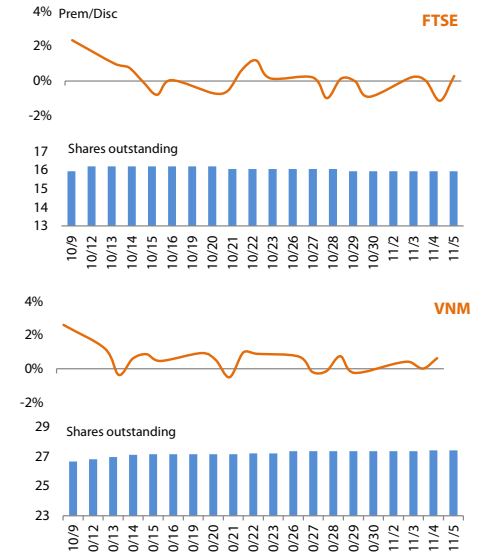 4% Prem/Disc
FTSE
2%
0%
-2%
17
Shares outstanding
16
15
14
13
10/9 10/12 10/13 10/14 10/15 10/16 10/19 10/20 10/21 10/22 10/23 10/26 10/27 10/28 10/29 10/30 11/2 11/3 11/4 11/5
4%
VNM
2%
0%
-2%
29
Shares outstanding
27
25
23
10/9 0/12 0/13 0/14 0/15 0/16 0/19 0/20 0/21 0/22 0/23 0/26 0/27 0/28 0/29 0/30 11/2 11/3 11/4 11/5